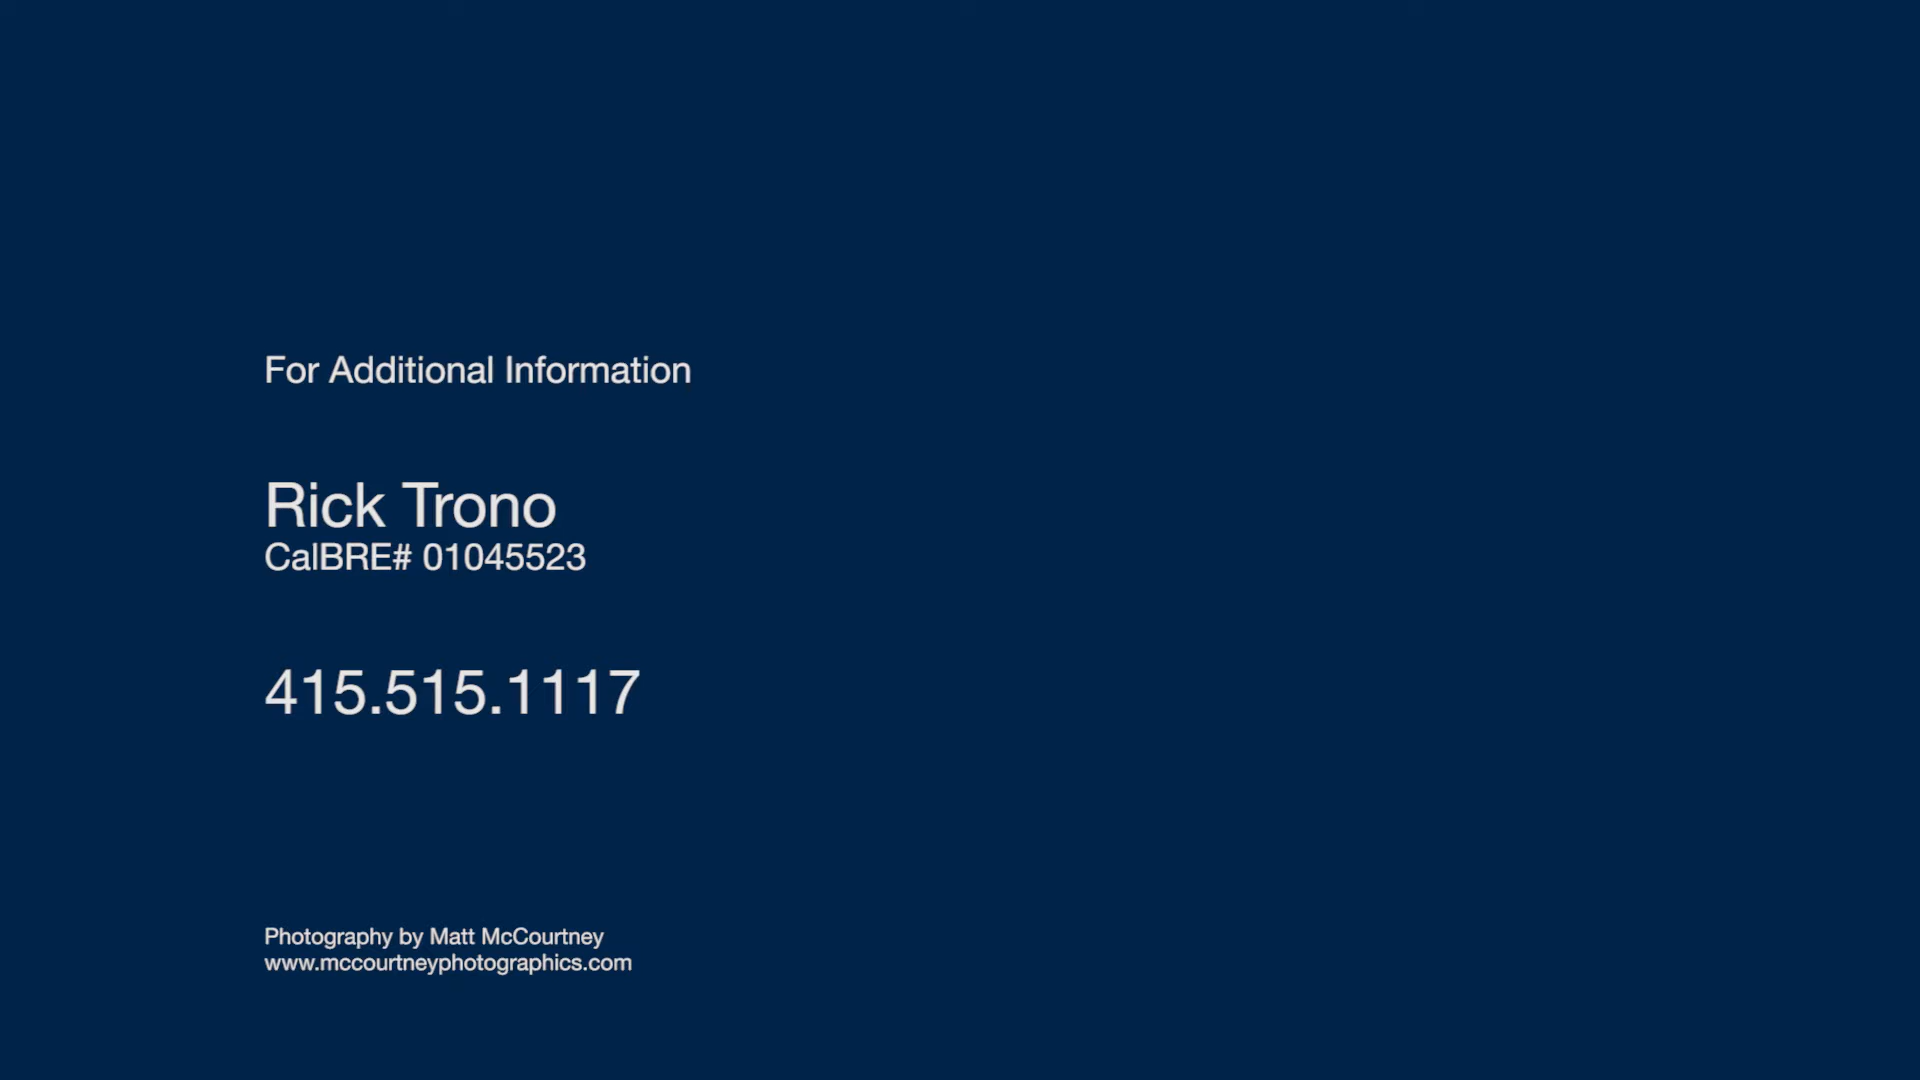 For Additional Information
Rick Trono
CalBRE# 01045523
415.515.1117
Photography by Matt McCourtney
www.mccourtneyphotographics.com